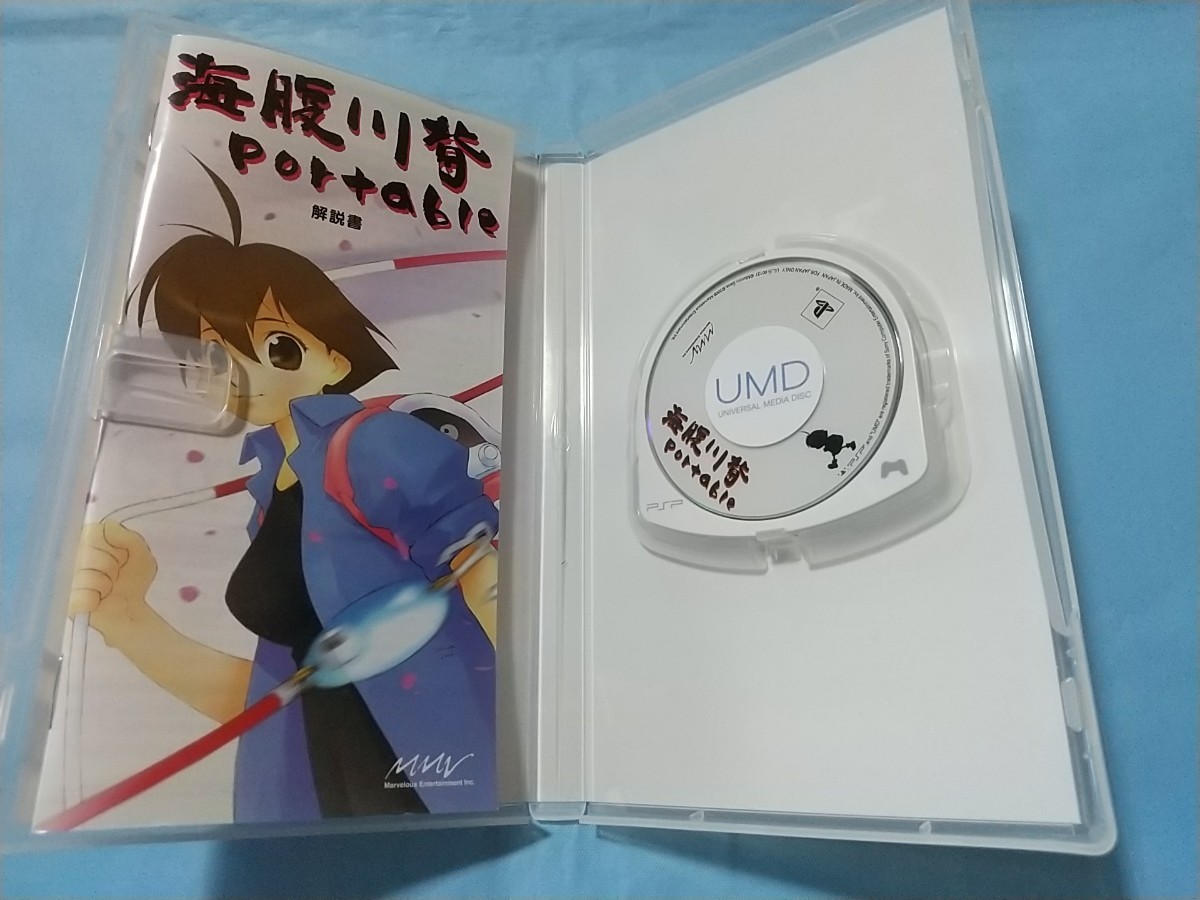 海腹川背
Portable
解説書
Marvelous Entertainment Inc.
UMD
UNIVERSAL MEDIA DISC
海腹川背
Portable
PSP